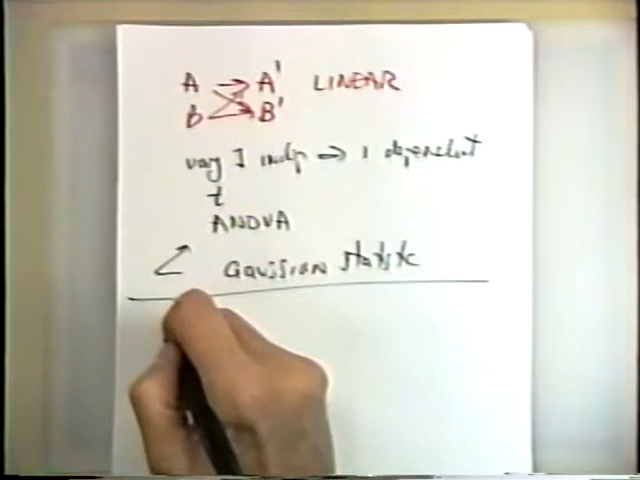 A → A' LINEAR
b → B'
vary 1 indep ⇒ 1 dependent
t
ANOVA
Gaussian statistic